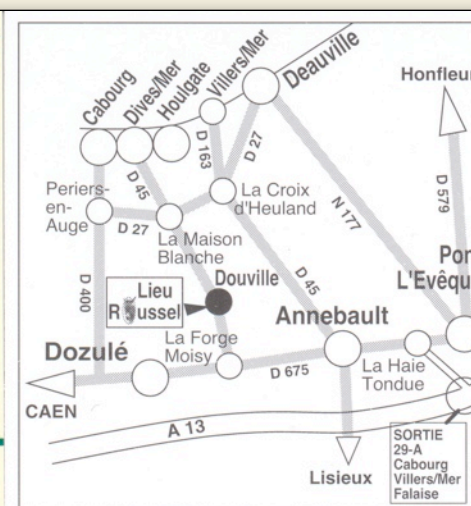 Cabourg
Dives/Mer
Houlgate
Villers/Mer
Deauville
Honfleur
D 163
D 27
D 45
N 177
D 579
Periers-
en-
Auge
La Croix
d'Heuland
D 27
La Maison
Blanche
D 400
Douville
D 45
Lieu
Annebault
La Forge
Moisy
Dozulé
D 675
La Haie
Tondue
CAEN
A 13
Lisieux
SORTIE
29-A
Cabourg
Villers/Mer
Falaise